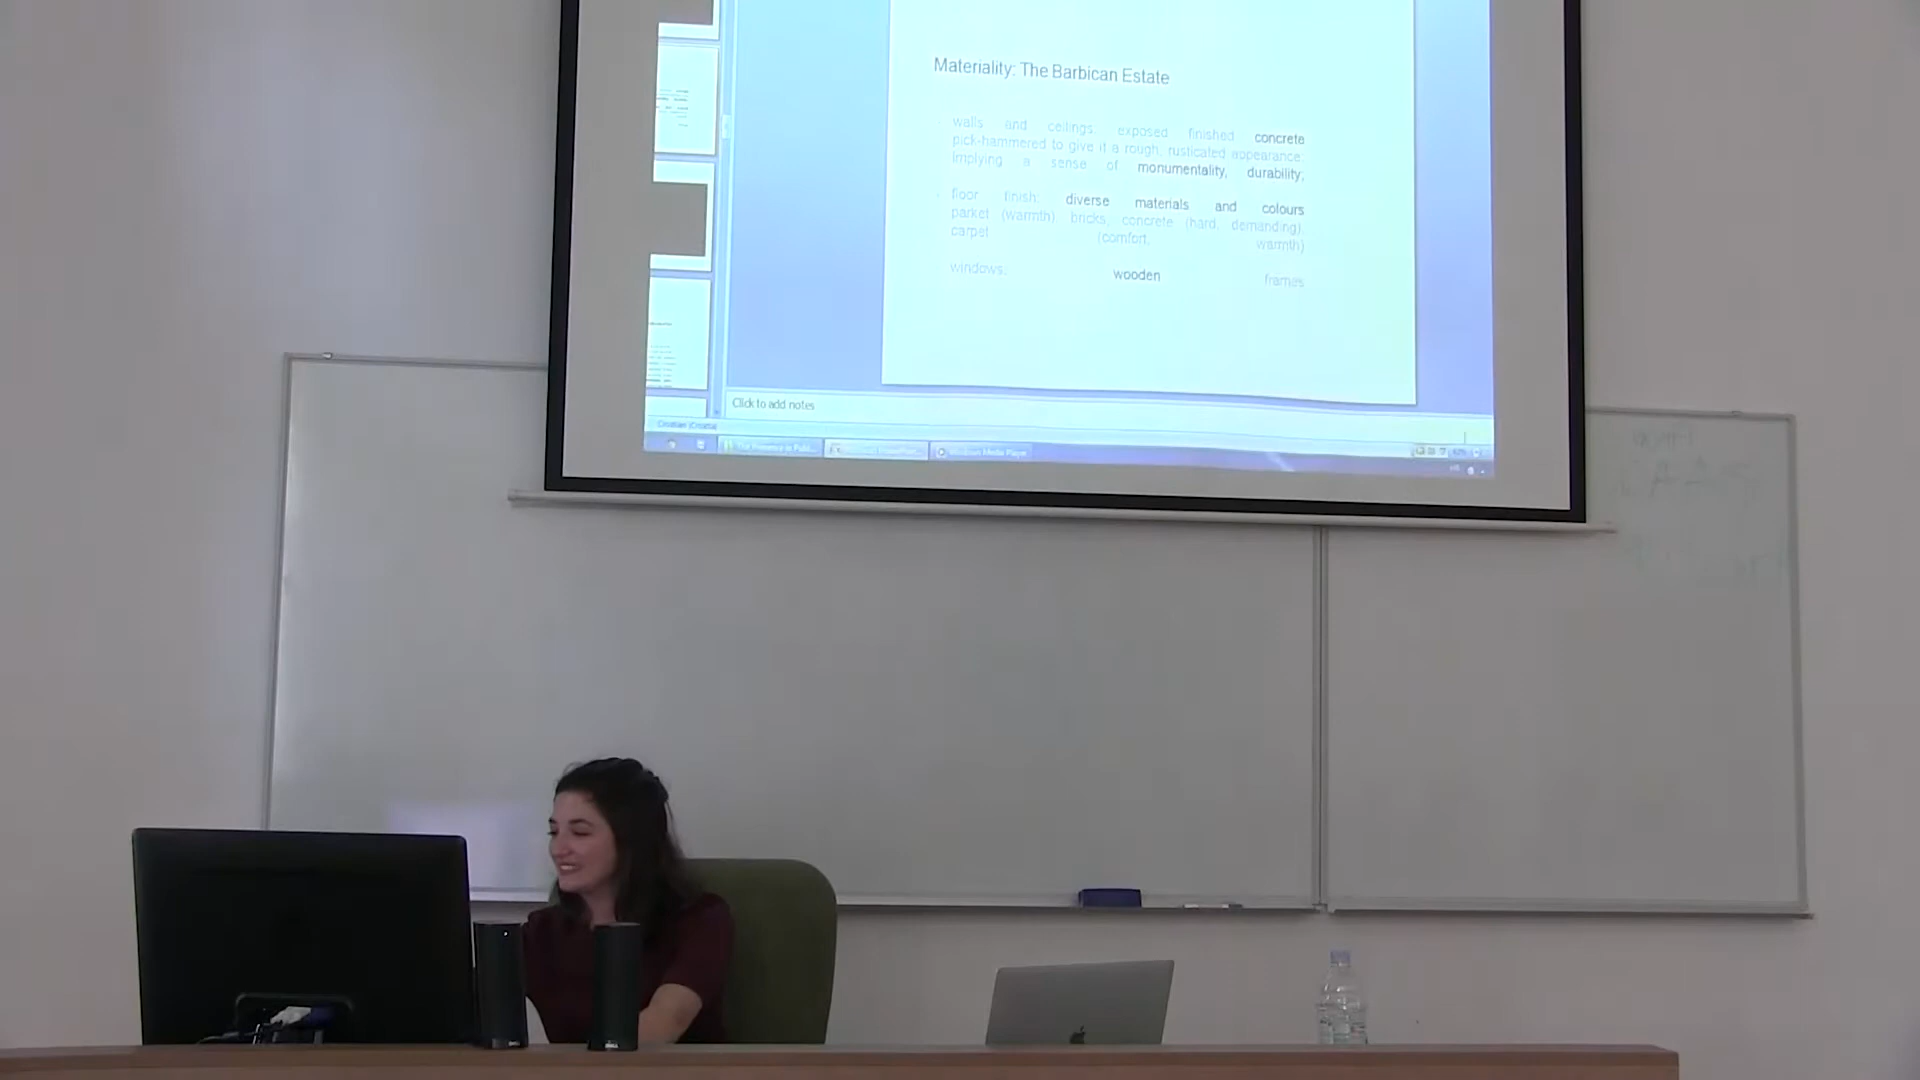 Materiality: The Barbican Estate
walls and ceilings: exposed finished concrete
pick-hammered to give it a rough, rusticated appearance;
implying a sense of monumentality, durability;
floor finish: diverse materials and colours
parket (warmth) bricks, concrete (hard, demanding),
carpet (comfort, warmth)
windows: wooden frames
Click to add notes
Croatian (Croatia)
Windows Media Player
DELL